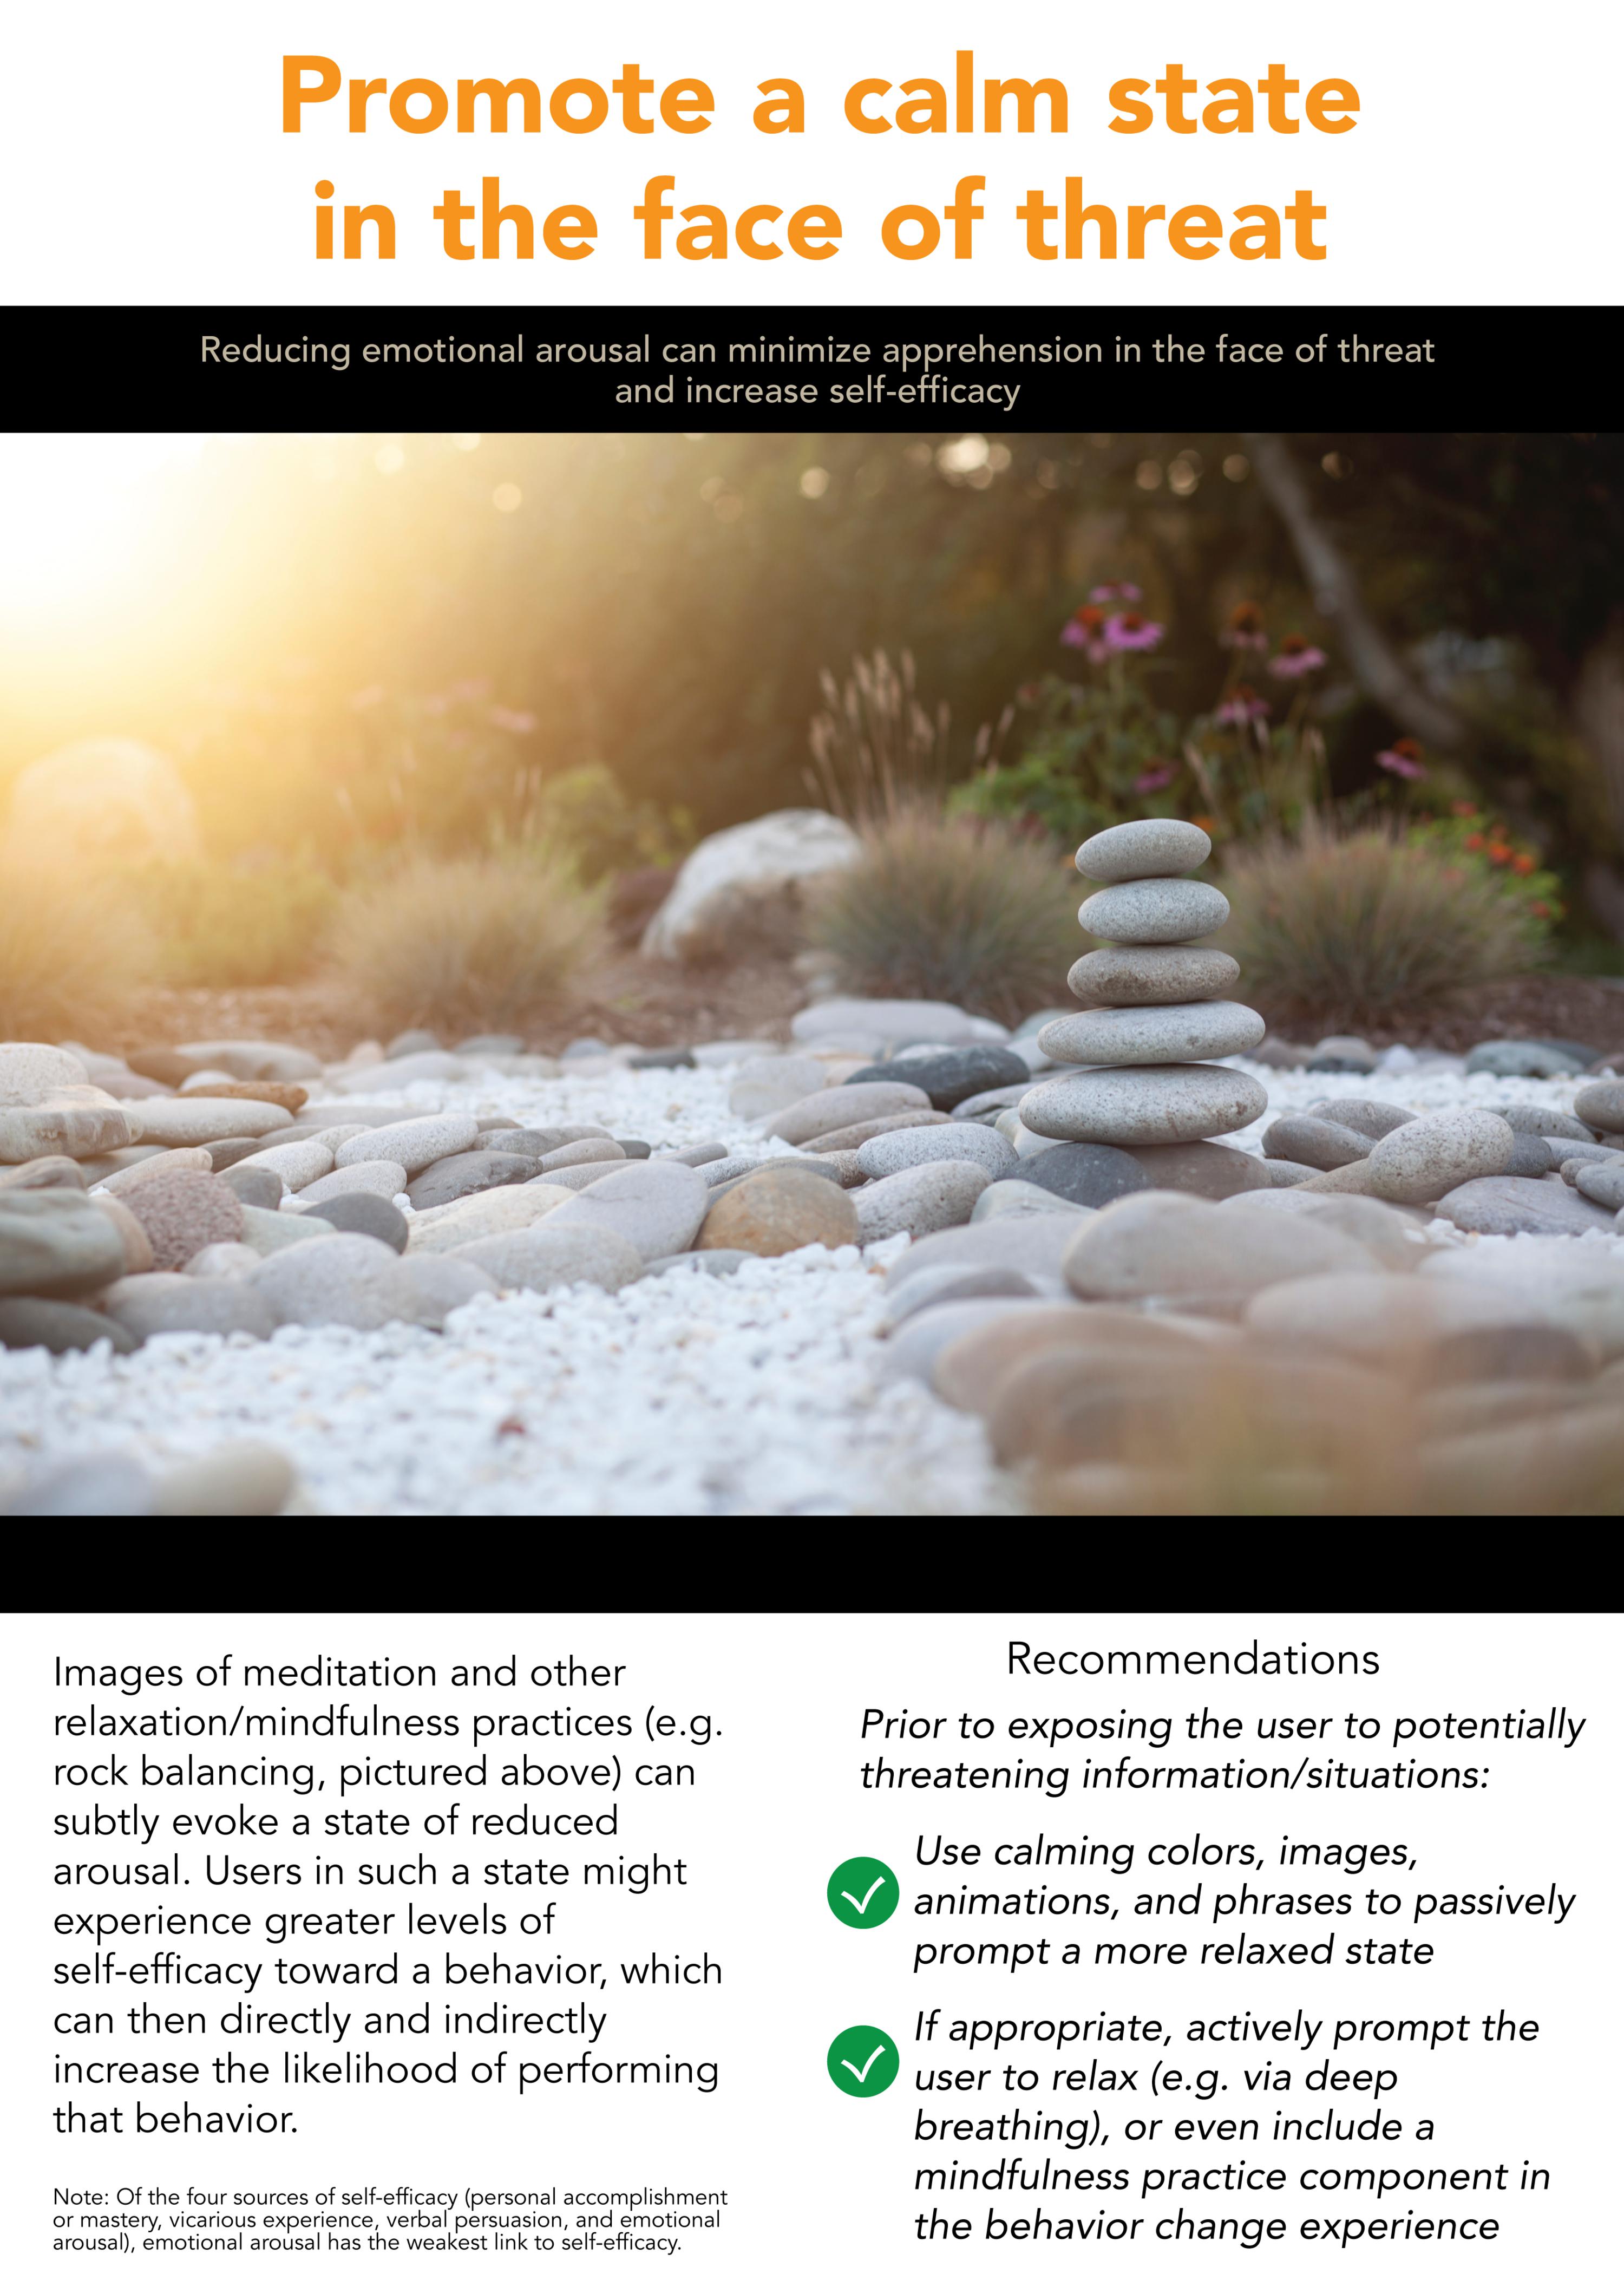 Promote a calm state
in the face of threat
Reducing emotional arousal can minimize apprehension in the face of threat
and increase self-efficacy
Images of meditation and other
relaxation/mindfulness practices (e.g.
rock balancing, pictured above) can
subtly evoke a state of reduced
arousal. Users in such a state might
experience greater levels of
self-efficacy toward a behavior, which
can then directly and indirectly
increase the likelihood of performing
that behavior.
Note: Of the four sources of self-efficacy (personal accomplishment
or mastery, vicarious experience, verbal persuasion, and emotional
arousal), emotional arousal has the weakest link to self-efficacy.
Recommendations
Prior to exposing the user to potentially
threatening information/situations:
Use calming colors, images,
animations, and phrases to passively
prompt a more relaxed state
If appropriate, actively prompt the
user to relax (e.g. via deep
breathing), or even include a
mindfulness practice component in
the behavior change experience